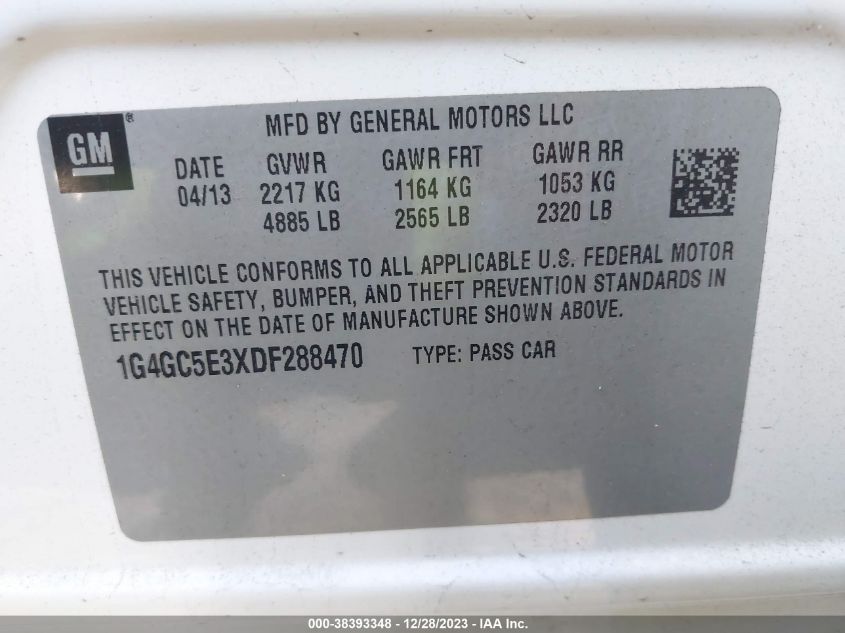 GM ®
MFD BY GENERAL MOTORS LLC
DATE GVWR GAWR FRT GAWR RR
04/13 2217 KG 1164 KG 1053 KG
4885 LB 2565 LB 2320 LB
THIS VEHICLE CONFORMS TO ALL APPLICABLE U.S. FEDERAL MOTOR
VEHICLE SAFETY, BUMPER, AND THEFT PREVENTION STANDARDS IN
EFFECT ON THE DATE OF MANUFACTURE SHOWN ABOVE.
1G4GC5E3XDF288470 TYPE: PASS CAR
000-38393348 - 12/28/2023 - IAA Inc.